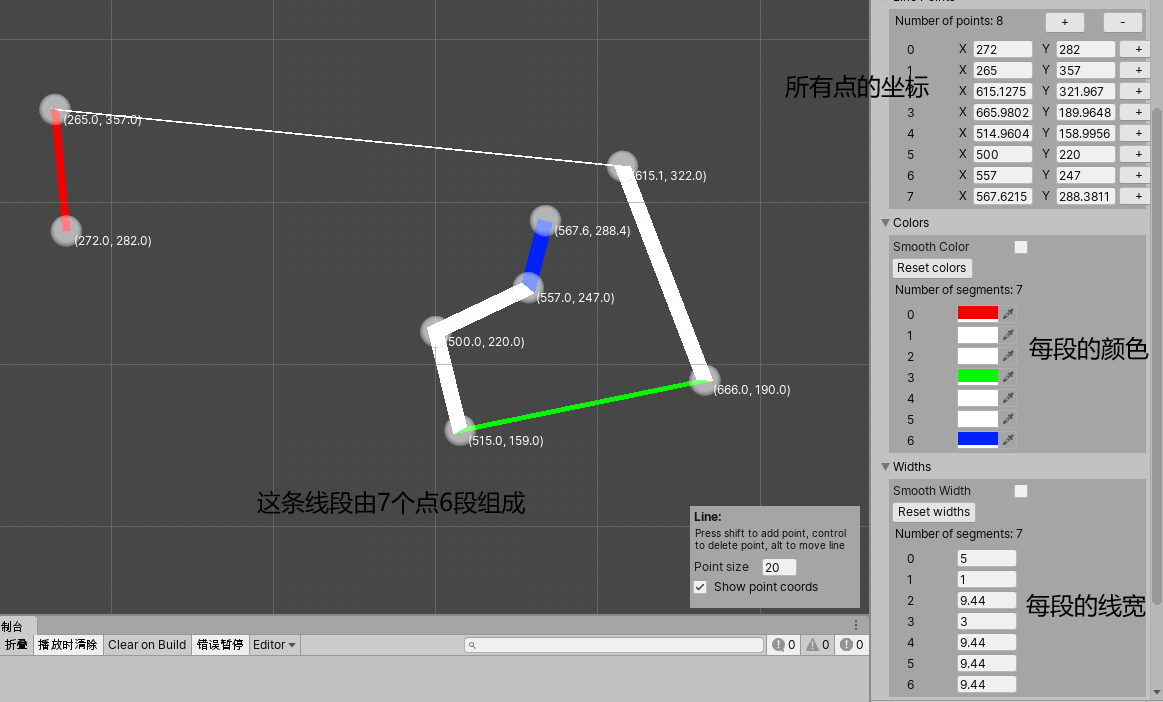 Line Points
Number of points: 8
+
-
0 X 272 Y 282 +
1 X 265 Y 357 +
所有点的坐标
X 615.1275 Y 321.967 +
3 X 665.9802 Y 189.9648 +
4 X 514.9604 Y 158.9956 +
5 X 500 Y 220 +
6 X 557 Y 247 +
7 X 567.6215 Y 288.3811 +
Colors
Smooth Color
Reset colors
Number of segments: 7
0
1
2
每段的颜色
3
4
5
6
Widths
Smooth Width
Reset widths
Number of segments: 7
0 5
1 1
2 9.44
每段的线宽
3 3
4 9.44
5 9.44
6 9.44
(265.0, 357.0)
(615.1, 322.0)
(272.0, 282.0)
(567.6, 288.4)
(557.0, 247.0)
(500.0, 220.0)
(666.0, 190.0)
(515.0, 159.0)
这条线段由7个点6段组成
Line:
Press shift to add point, control
to delete point, alt to move line
Point size 20
Show point coords
制台
折叠 播放时清除 Clear on Build 错误暂停 Editor 0 0 0